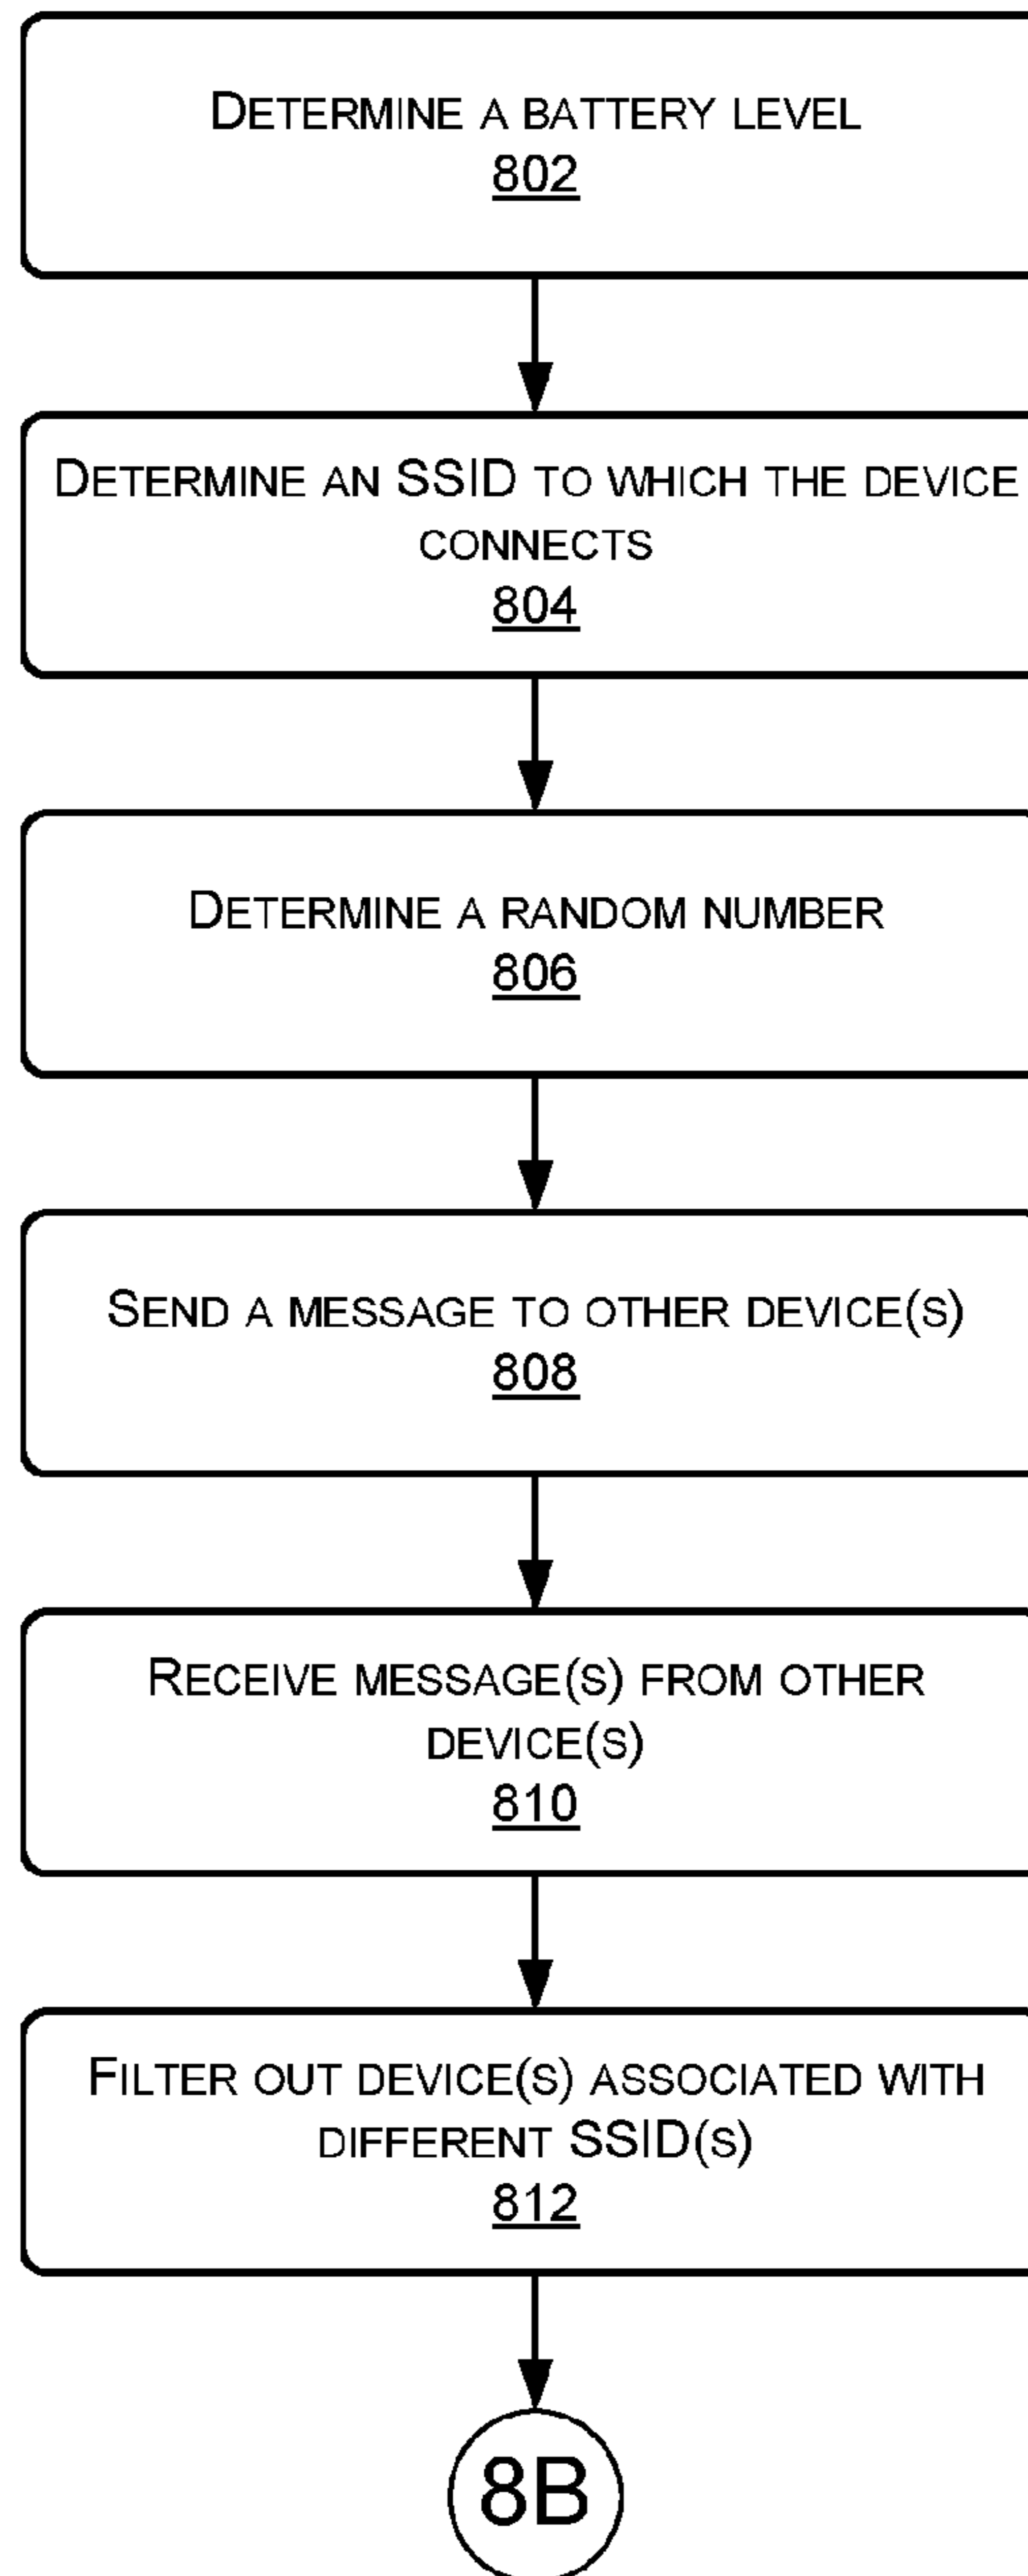 DETERMINE A BATTERY LEVEL
802
DETERMINE AN SSID TO WHICH THE DEVICE
CONNECTS
804
DETERMINE A RANDOM NUMBER
806
SEND A MESSAGE TO OTHER DEVICE(S)
808
RECEIVE MESSAGE(S) FROM OTHER
DEVICE(S)
810
FILTER OUT DEVICE(S) ASSOCIATED WITH
DIFFERENT SSID(S)
812
8B